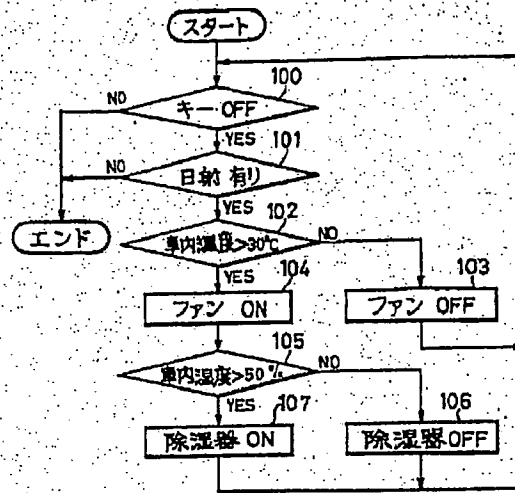 スタート
100
キー OFF
NO
YES
101
日射 有り
NO
YES
102
エンド
車内温度>30℃
NO
YES
104
103
ファン ON
ファン OFF
105
車内湿度>50%
NO
YES
107
106
除湿器 ON
除湿器 OFF